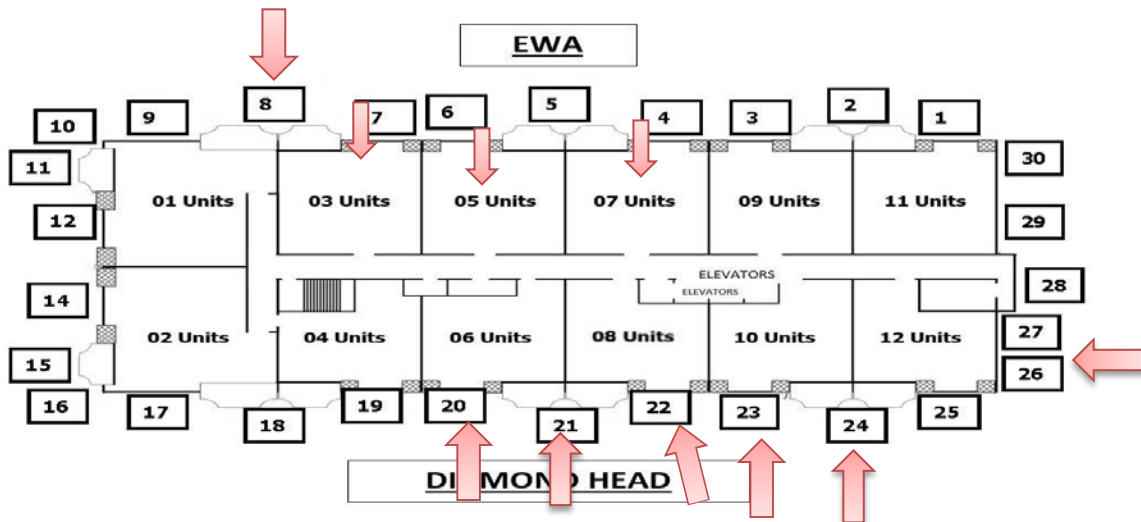 EWA
8
9
7
6
5
4
3
2
1
10
11
12
30
29
01 Units
03 Units
05 Units
07 Units
09 Units
11 Units
ELEVATORS
ELEVATORS
28
14
27
02 Units
04 Units
06 Units
08 Units
10 Units
12 Units
15
26
16
17
18
19
20
21
22
23
24
25
DIAMOND HEAD